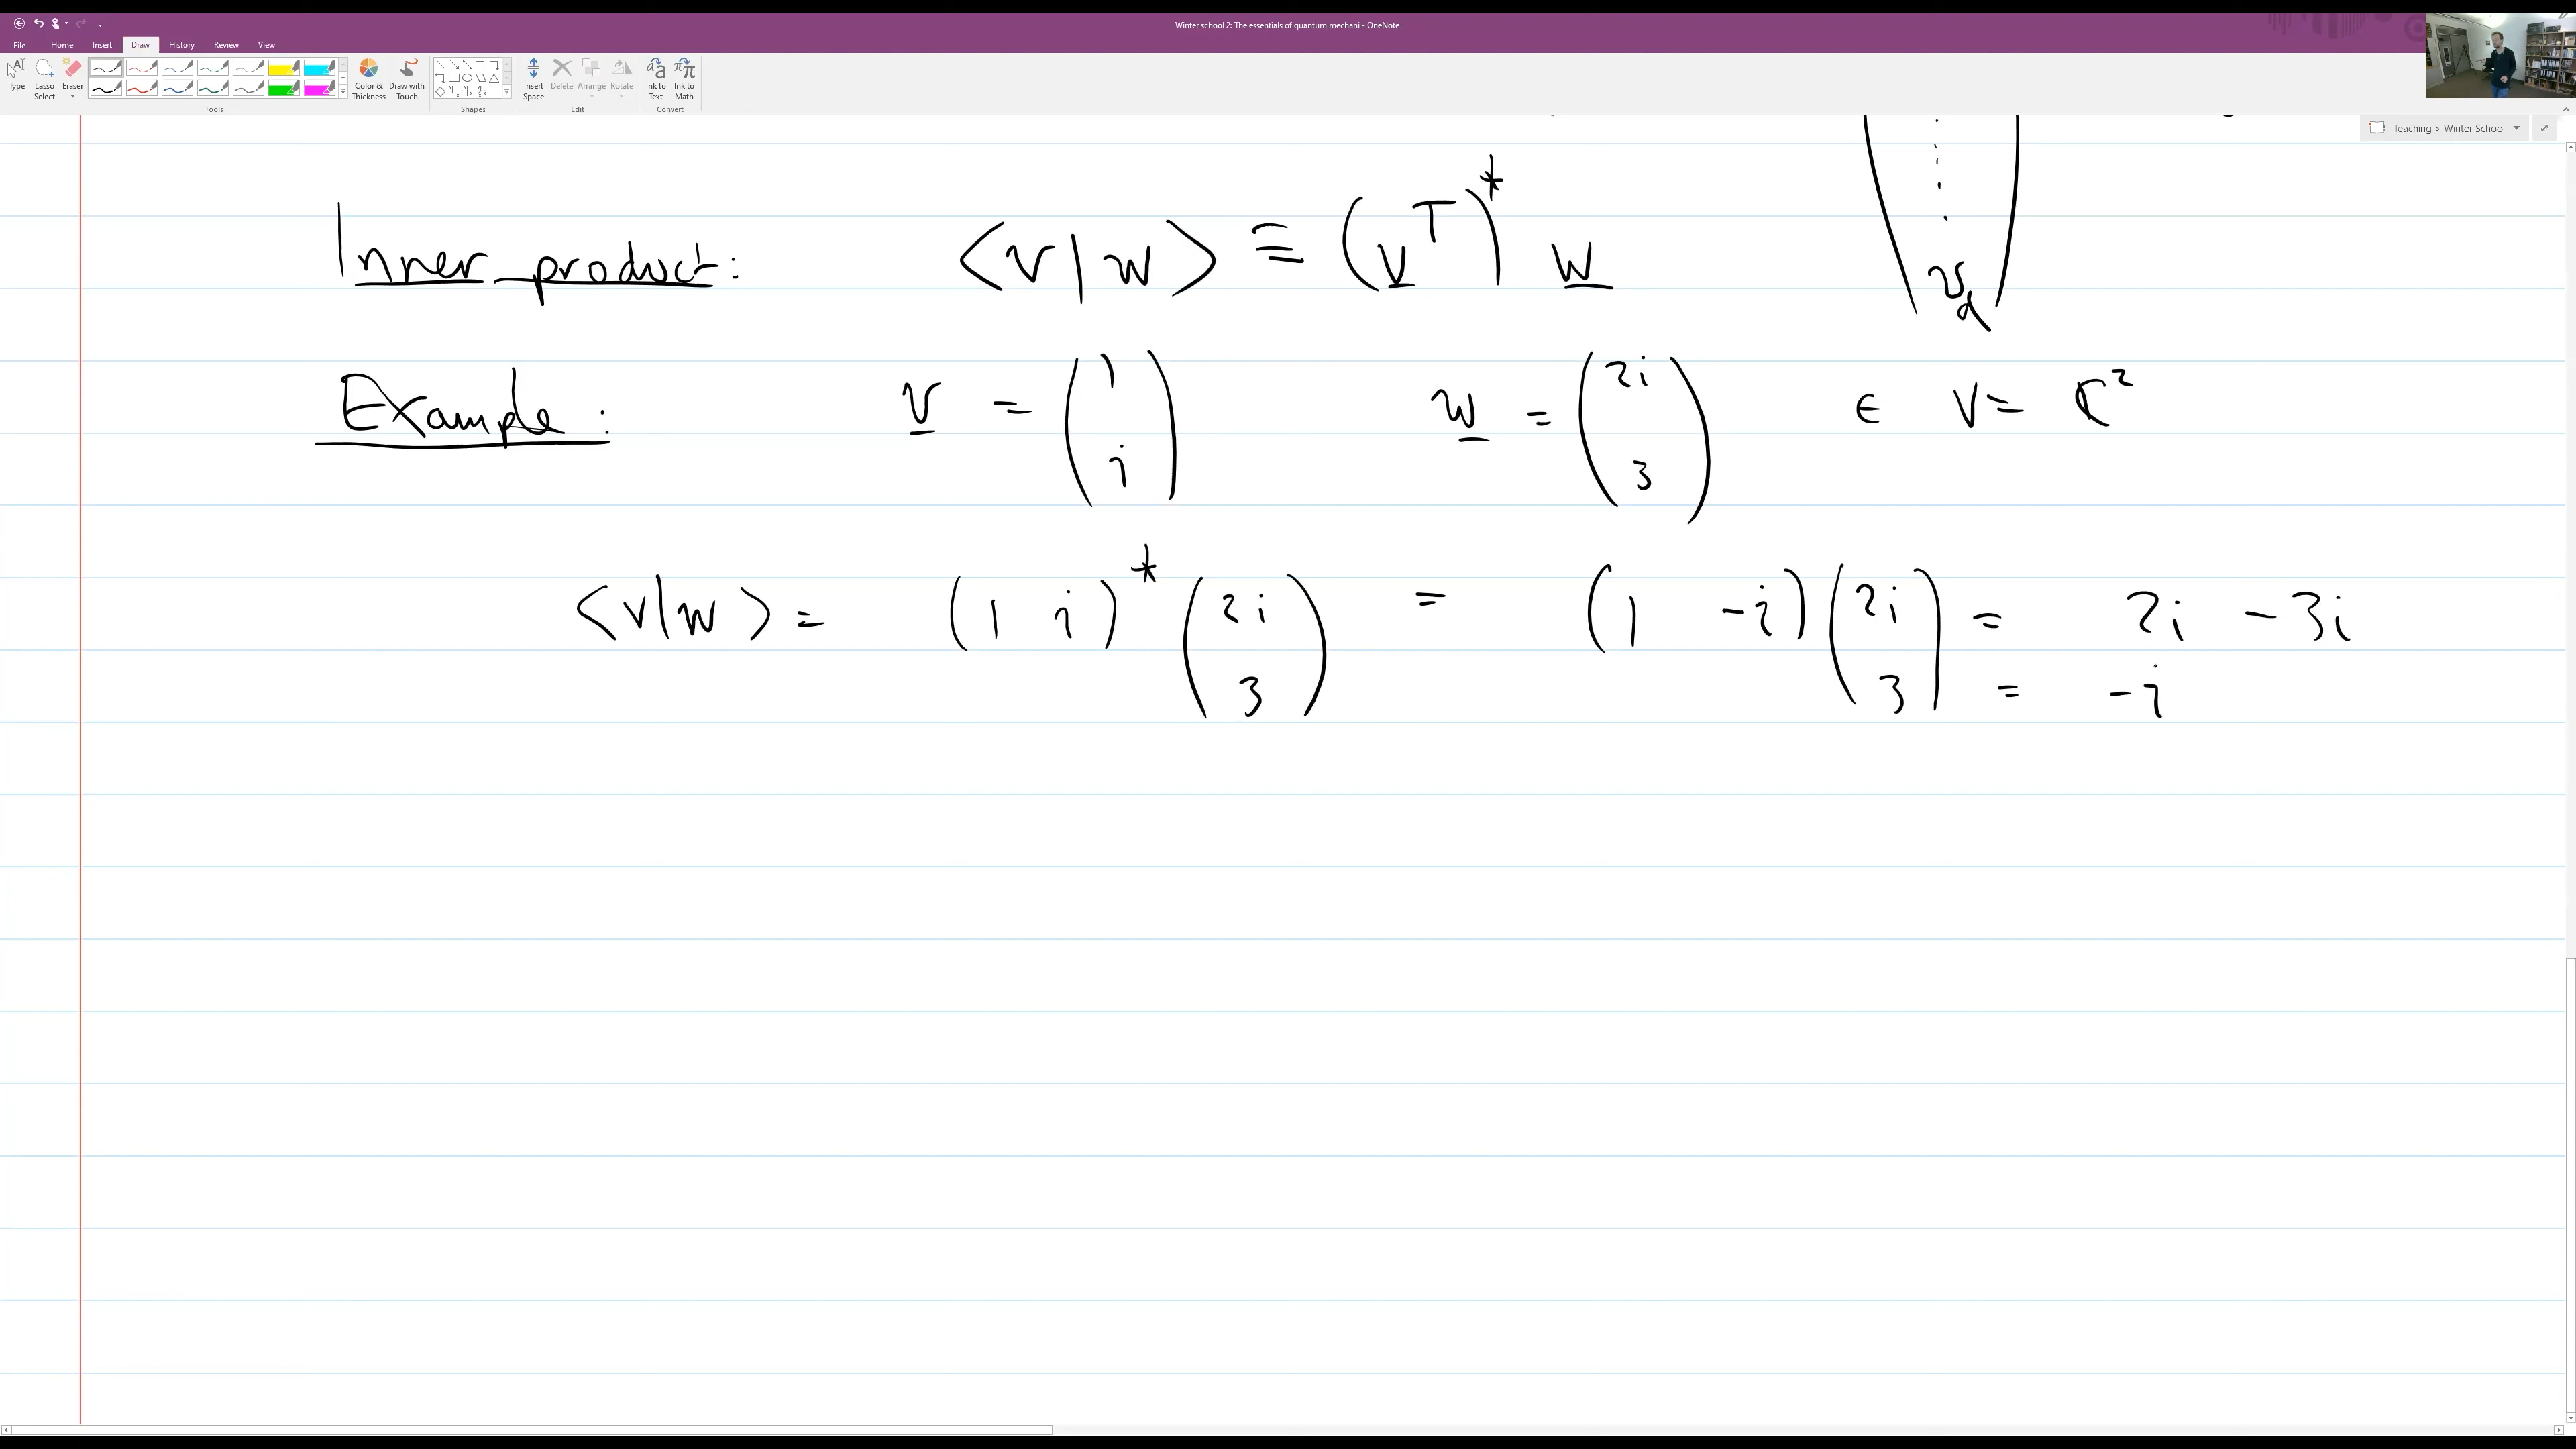 Winter school 2: The essentials of quantum mechani - OneNote
File Home Insert Draw History Review View
Type Lasso Select Eraser Color & Thickness Draw with Touch Insert Space Delete Arrange Rotate Ink to Text Ink to Math
Tools Shapes Edit Convert
Teaching > Winter School
v_d
Inner product: ⟨v|w⟩ ≡ (v^T)^* w
Example: v = (1 i) w = (2i 3) ∈ V = ℂ²
⟨v|w⟩ = (1 i)^* (2i 3) = (1 -i) (2i 3) = 2i - 3i
= -i